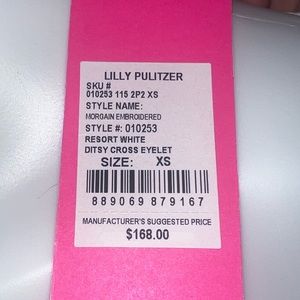 LILLY PULITZER
SKU #
010253 115 2P2 XS
STYLE NAME:
MORGAIN EMBROIDERED
STYLE #: 010253
RESORT WHITE
DITSY CROSS EYELET
SIZE: XS
889069 879167
MANUFACTURER'S SUGGESTED PRICE
$168.00